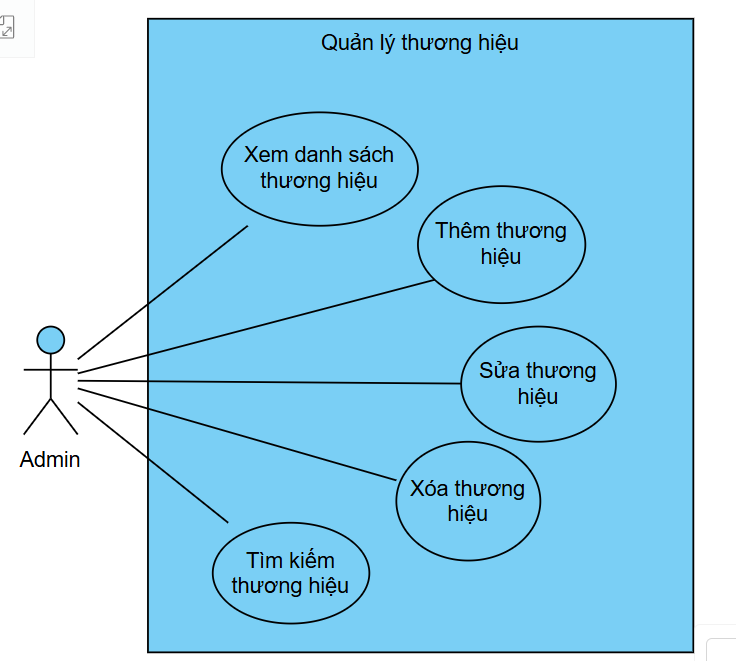 Quản lý thương hiệu
Xem danh sách
thương hiệu
Thêm thương
hiệu
Sửa thương
hiệu
Xóa thương
hiệu
Tìm kiếm
thương hiệu
Admin